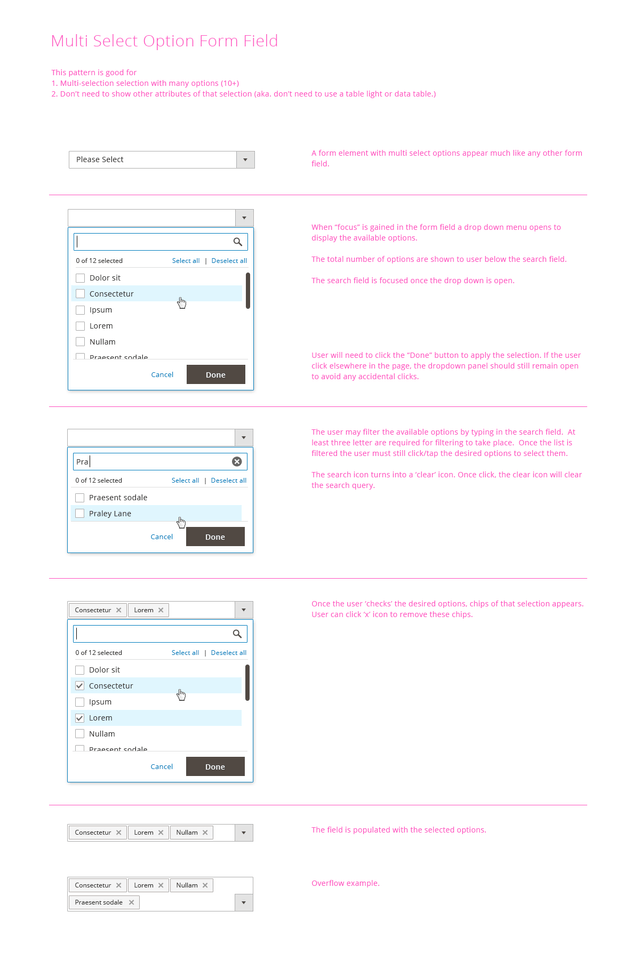 Multi Select Option Form Field
This pattern is good for
1. Multi-selection selection with many options (10+)
2. Don't need to show other attributes of that selection (aka. don't need to use a table light or data table.)
Please Select
A form element with multi select options appear much like any other form
field.
When “focus” is gained in the form field a drop down menu opens to
display the available options.
The total number of options are shown to user below the search field.
The search field is focused once the drop down is open.
0 of 12 selected
Select all | Deselect all
Dolor sit
Consectetur
Ipsum
Lorem
Nullam
Praesent sodale
Cancel
Done
User will need to click the “Done” button to apply the selection. If the user
click elsewhere in the page, the dropdown panel should still remain open
to avoid any accidental clicks.
Pra
0 of 12 selected
Select all | Deselect all
Praesent sodale
Praley Lane
Cancel
Done
The user may filter the available options by typing in the search field. At
least three letter are required for filtering to take place. Once the list is
filtered the user must still click/tap the desired options to select them.
The search icon turns into a ‘clear’ icon. Once click, the clear icon will clear
the search query.
Consectetur
Lorem
0 of 12 selected
Select all | Deselect all
Dolor sit
Consectetur
Ipsum
Lorem
Nullam
Praesent sodale
Cancel
Done
Once the user ‘checks’ the desired options, chips of that selection appears.
User can click ‘x’ icon to remove these chips.
Consectetur
Lorem
Nullam
The field is populated with the selected options.
Consectetur
Lorem
Nullam
Praesent sodale
Overflow example.